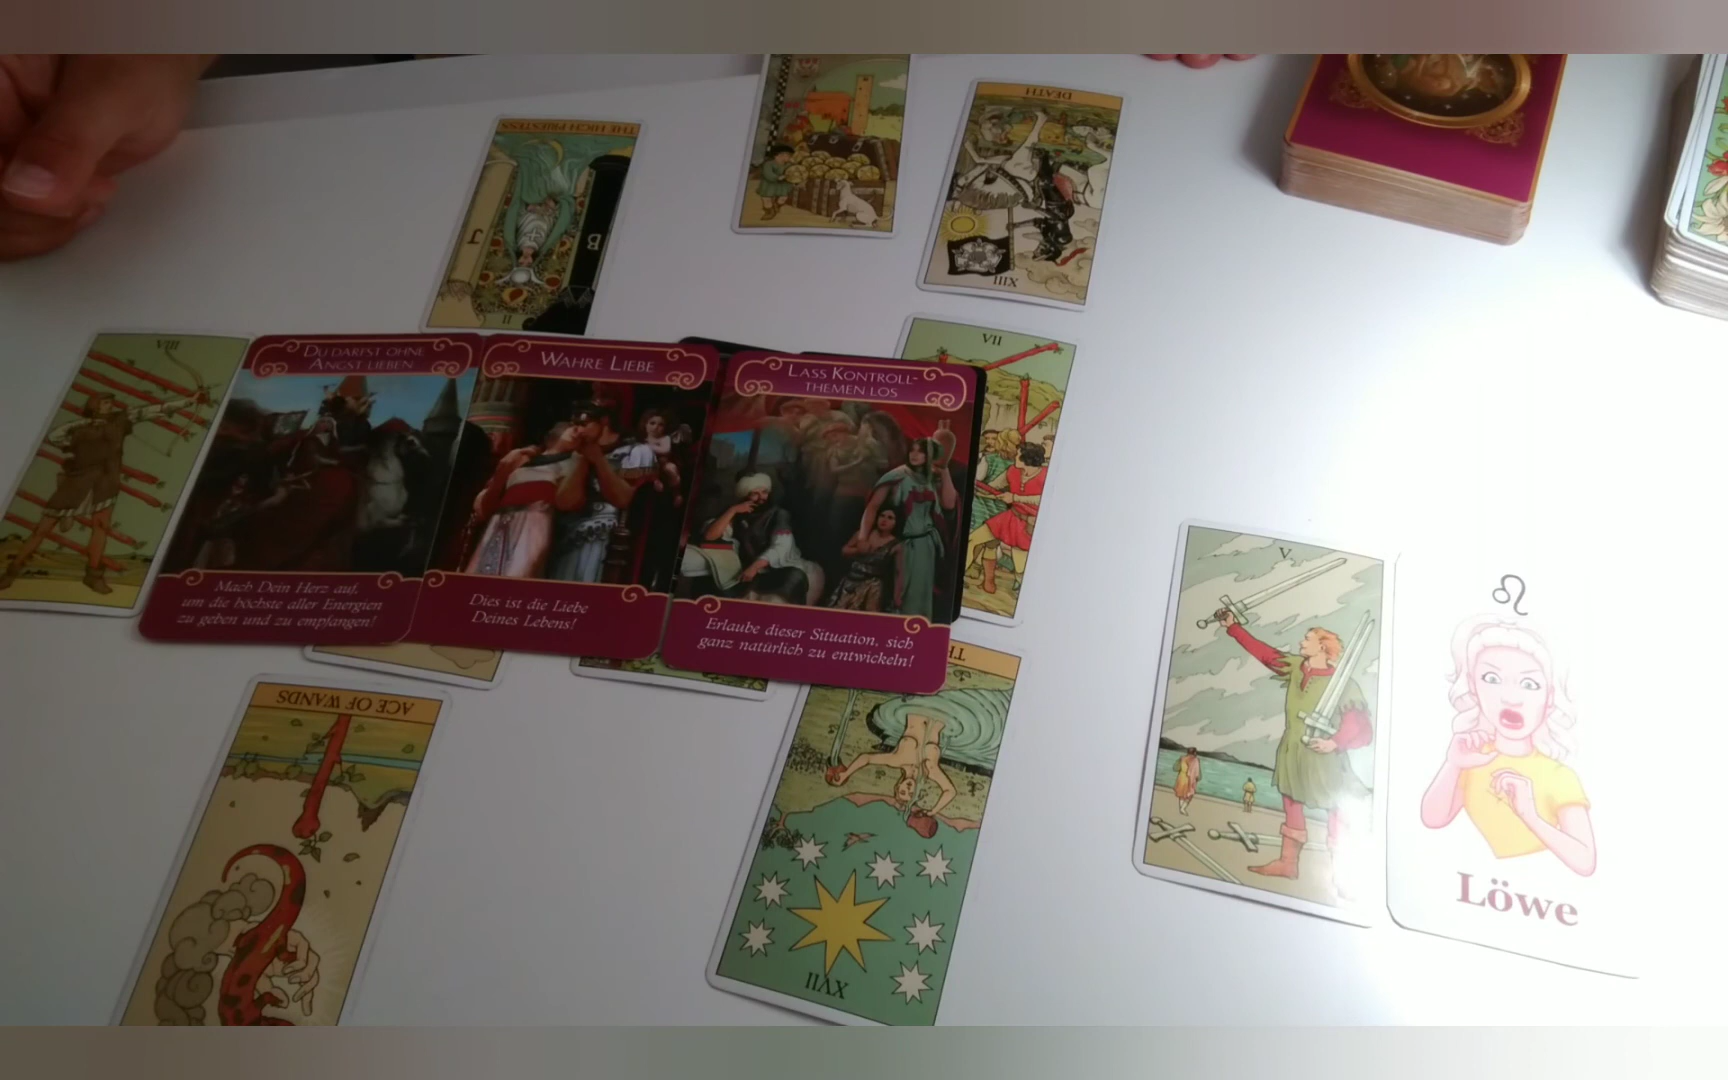 THE HIGH PRIESTESS
J
B
II
DEATH
XIII
VIII
DU DARFST OHNE
ANGST LIEBEN
Mach Dein Herz auf,
um die höchste aller Energien
zu geben und zu empfangen!
WAHRE LIEBE
Dies ist die Liebe
Deines Lebens!
LASS KONTROLL-
THEMEN LOS
Erlaube dieser Situation, sich
ganz natürlich zu entwickeln!
VII
ACE OF WANDS
TH
XVII
V
♌
Löwe